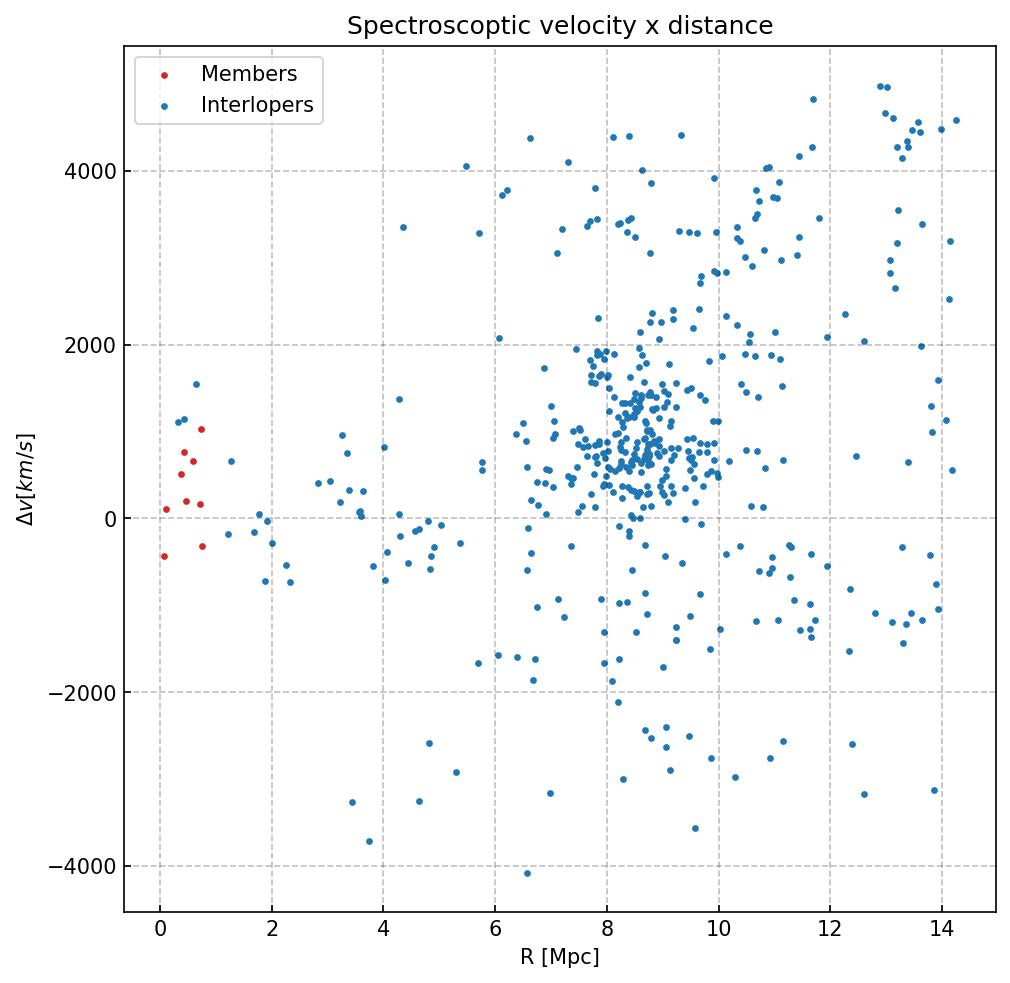 Spectroscoptic velocity x distance
Members
Interlopers
4000
2000
0
−2000
−4000
Δv[km/s]
0 2 4 6 8 10 12 14
R [Mpc]